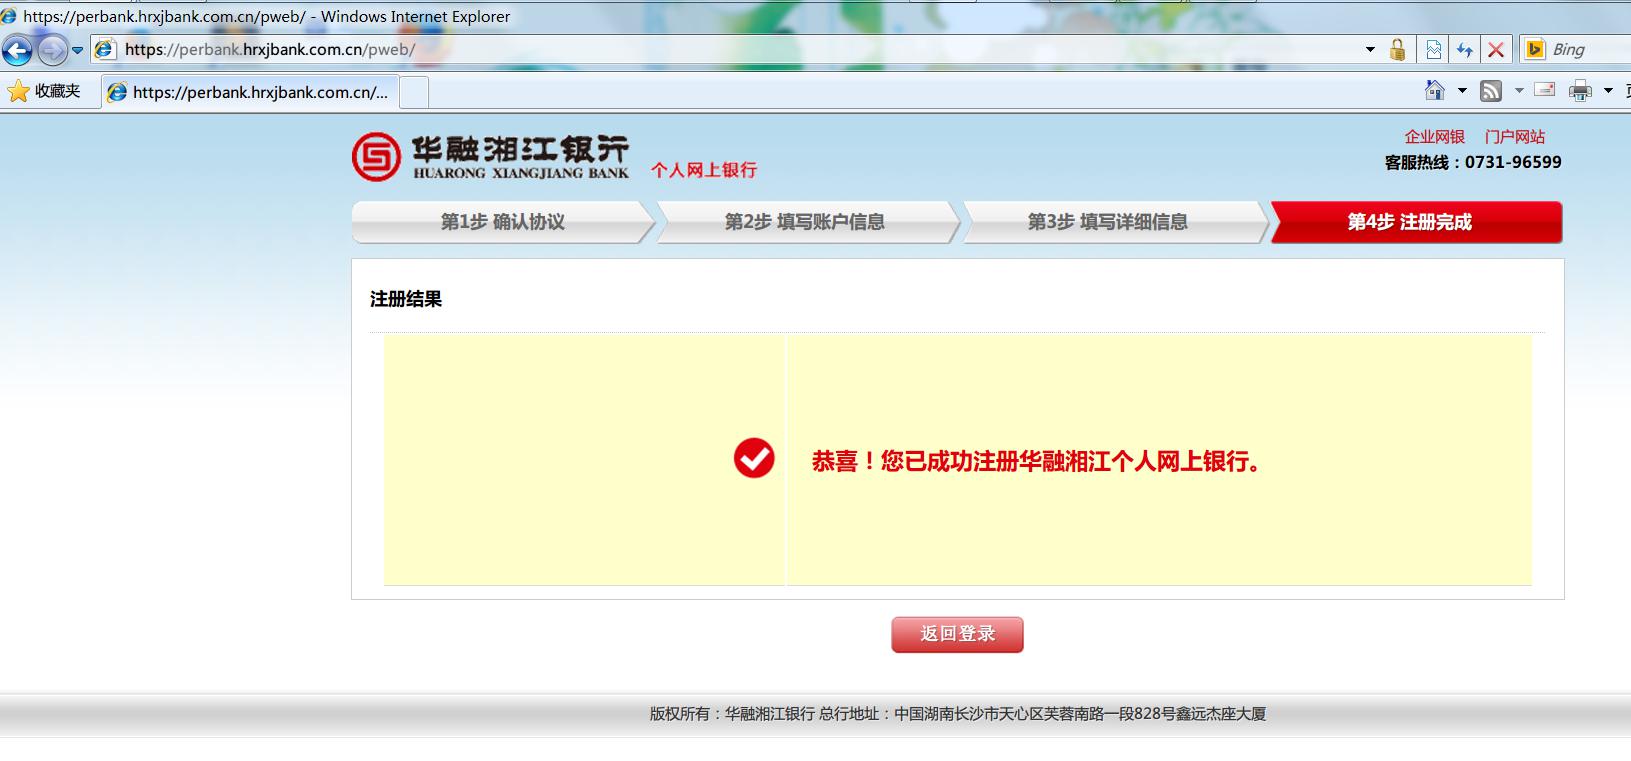 https://perbank.hrxjbank.com.cn/pweb/ - Windows Internet Explorer
https://perbank.hrxjbank.com.cn/pweb/
Bing
收藏夹
https://perbank.hrxjbank.com.cn/...
华融湘江银行
HUARONG XIANGJIANG BANK
个人网上银行
企业网银 门户网站
客服热线：0731-96599
第1步 确认协议
第2步 填写账户信息
第3步 填写详细信息
第4步 注册完成
注册结果
恭喜！您已成功注册华融湘江个人网上银行。
返回登录
版权所有：华融湘江银行 总行地址：中国湖南长沙市天心区芙蓉南路一段828号鑫远杰座大厦